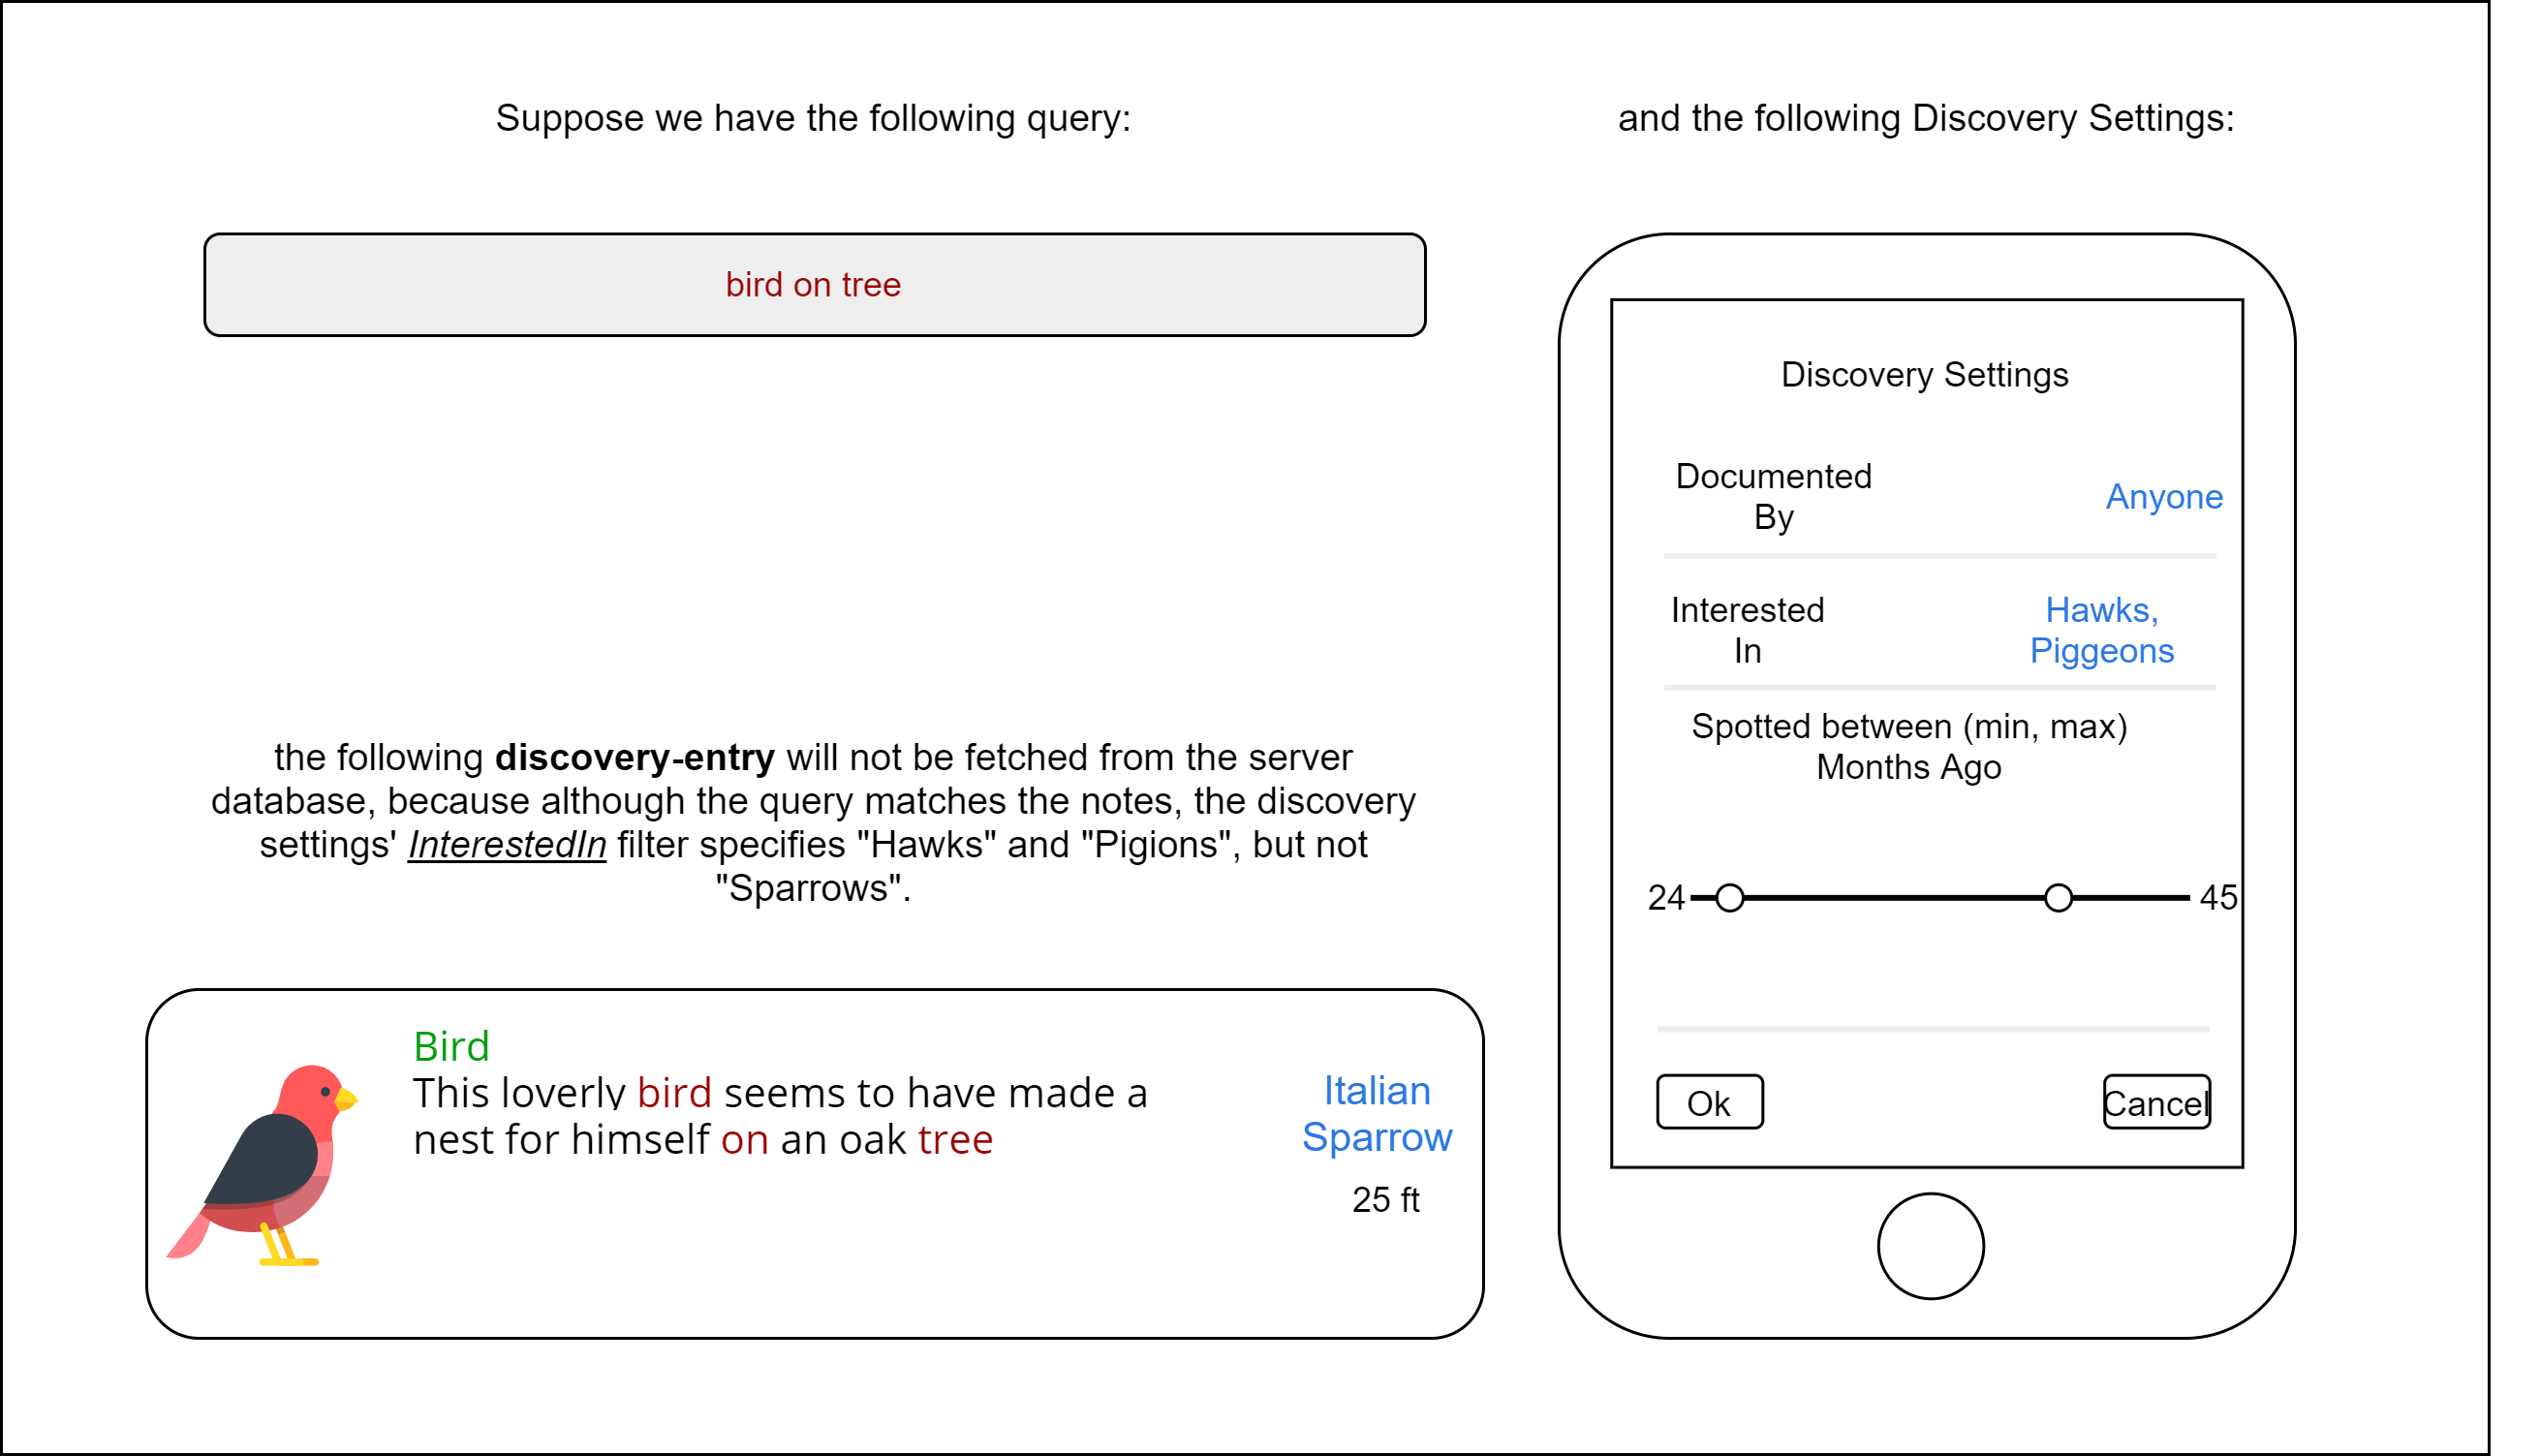 Suppose we have the following query:
bird on tree
the following discovery-entry will not be fetched from the server
database, because although the query matches the notes, the discovery
settings' InterestedIn filter specifies "Hawks" and "Pigions", but not
"Sparrows".
Bird
This loverly bird seems to have made a
nest for himself on an oak tree
Italian
Sparrow
25 ft
and the following Discovery Settings:
Discovery Settings
Documented
By
Anyone
Interested
In
Hawks,
Piggeons
Spotted between (min, max)
Months Ago
24
45
Ok
Cancel